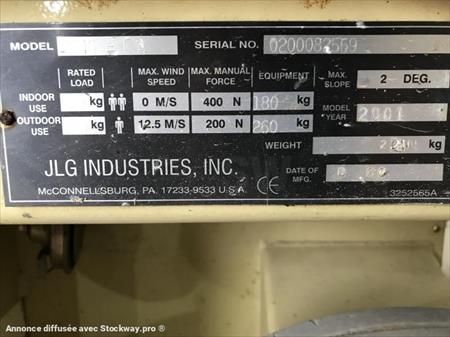 MODEL SERIAL NO. 0200082569
RATED LOAD MAX. WIND SPEED MAX. MANUAL FORCE EQUIPMENT MAX. SLOPE 2 DEG.
INDOOR USE kg 0 M/S 400 N 180 kg MODEL YEAR 2001
OUTDOOR USE kg 12.5 M/S 200 N 260 kg
WEIGHT kg
JLG INDUSTRIES, INC. DATE OF MFG.
McCONNELLSBURG, PA. 17233-9533 U.S.A. CE 3252565A
Annonce diffusée avec Stockway.pro ®